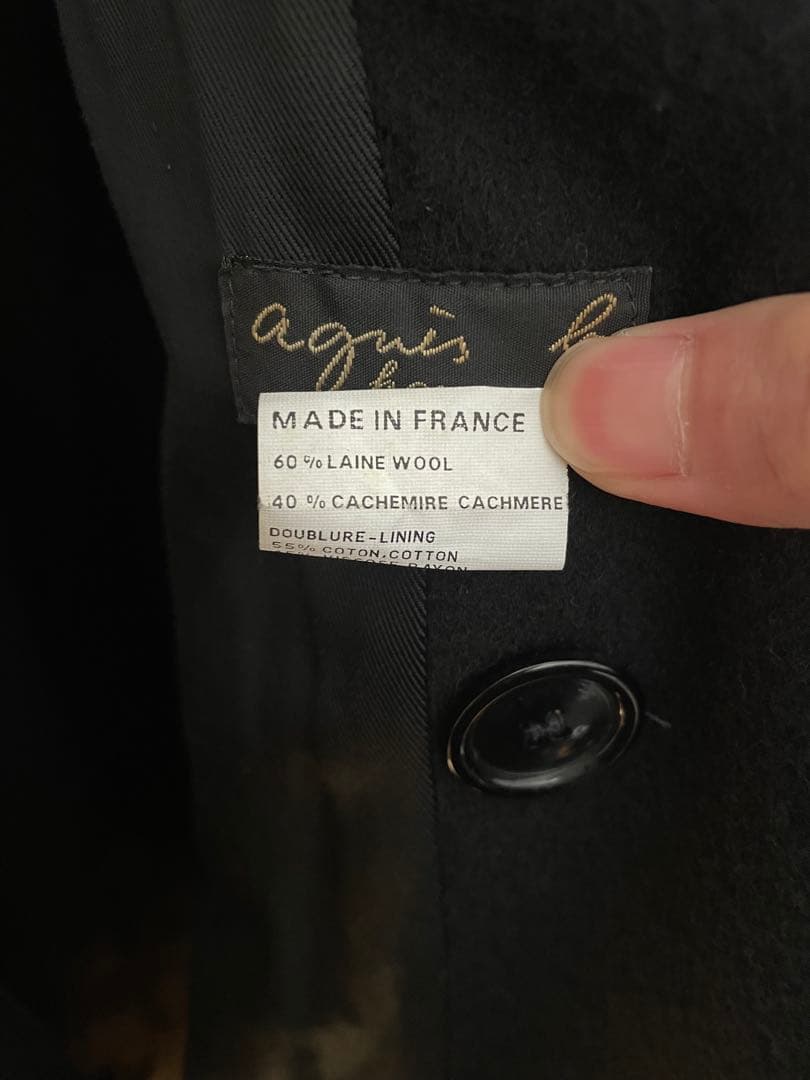 agnès b
MADE IN FRANCE
60 % LAINE WOOL
40 % CACHEMIRE CACHMERE
DOUBLURE-LINING
55% COTON.COTTON